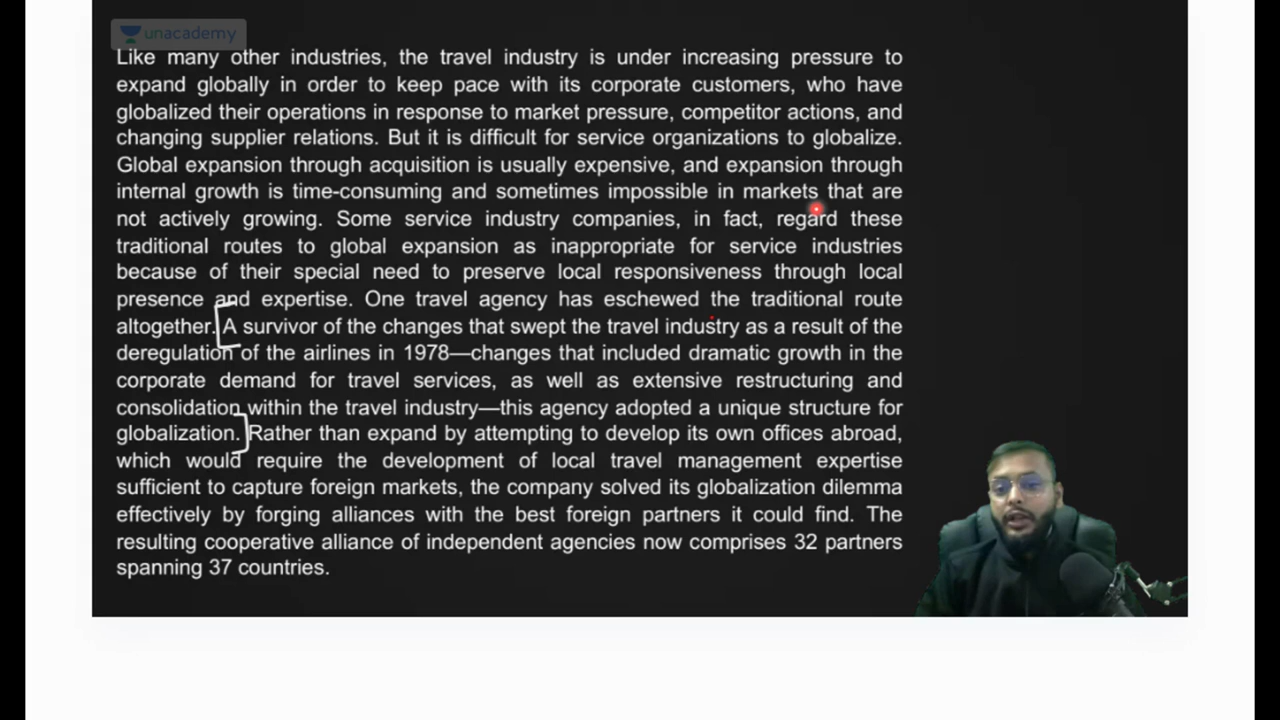 unacademy
Like many other industries, the travel industry is under increasing pressure to
expand globally in order to keep pace with its corporate customers, who have
globalized their operations in response to market pressure, competitor actions, and
changing supplier relations. But it is difficult for service organizations to globalize.
Global expansion through acquisition is usually expensive, and expansion through
internal growth is time-consuming and sometimes impossible in markets that are
not actively growing. Some service industry companies, in fact, regard these
traditional routes to global expansion as inappropriate for service industries
because of their special need to preserve local responsiveness through local
presence and expertise. One travel agency has eschewed the traditional route
altogether. A survivor of the changes that swept the travel industry as a result of the
deregulation of the airlines in 1978—changes that included dramatic growth in the
corporate demand for travel services, as well as extensive restructuring and
consolidation within the travel industry—this agency adopted a unique structure for
globalization. Rather than expand by attempting to develop its own offices abroad,
which would require the development of local travel management expertise
sufficient to capture foreign markets, the company solved its globalization dilemma
effectively by forging alliances with the best foreign partners it could find. The
resulting cooperative alliance of independent agencies now comprises 32 partners
spanning 37 countries.